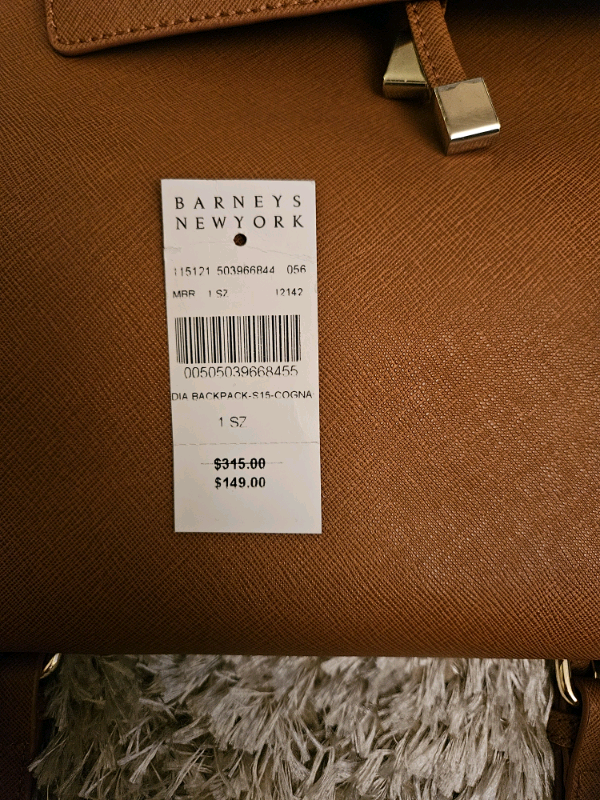 BARNEYS
NEWYORK
115121 503966844 056
MBR 1 SZ 12142
00505039668455
DIA BACKPACK-S15-COGNA
1 SZ
$315.00
$149.00